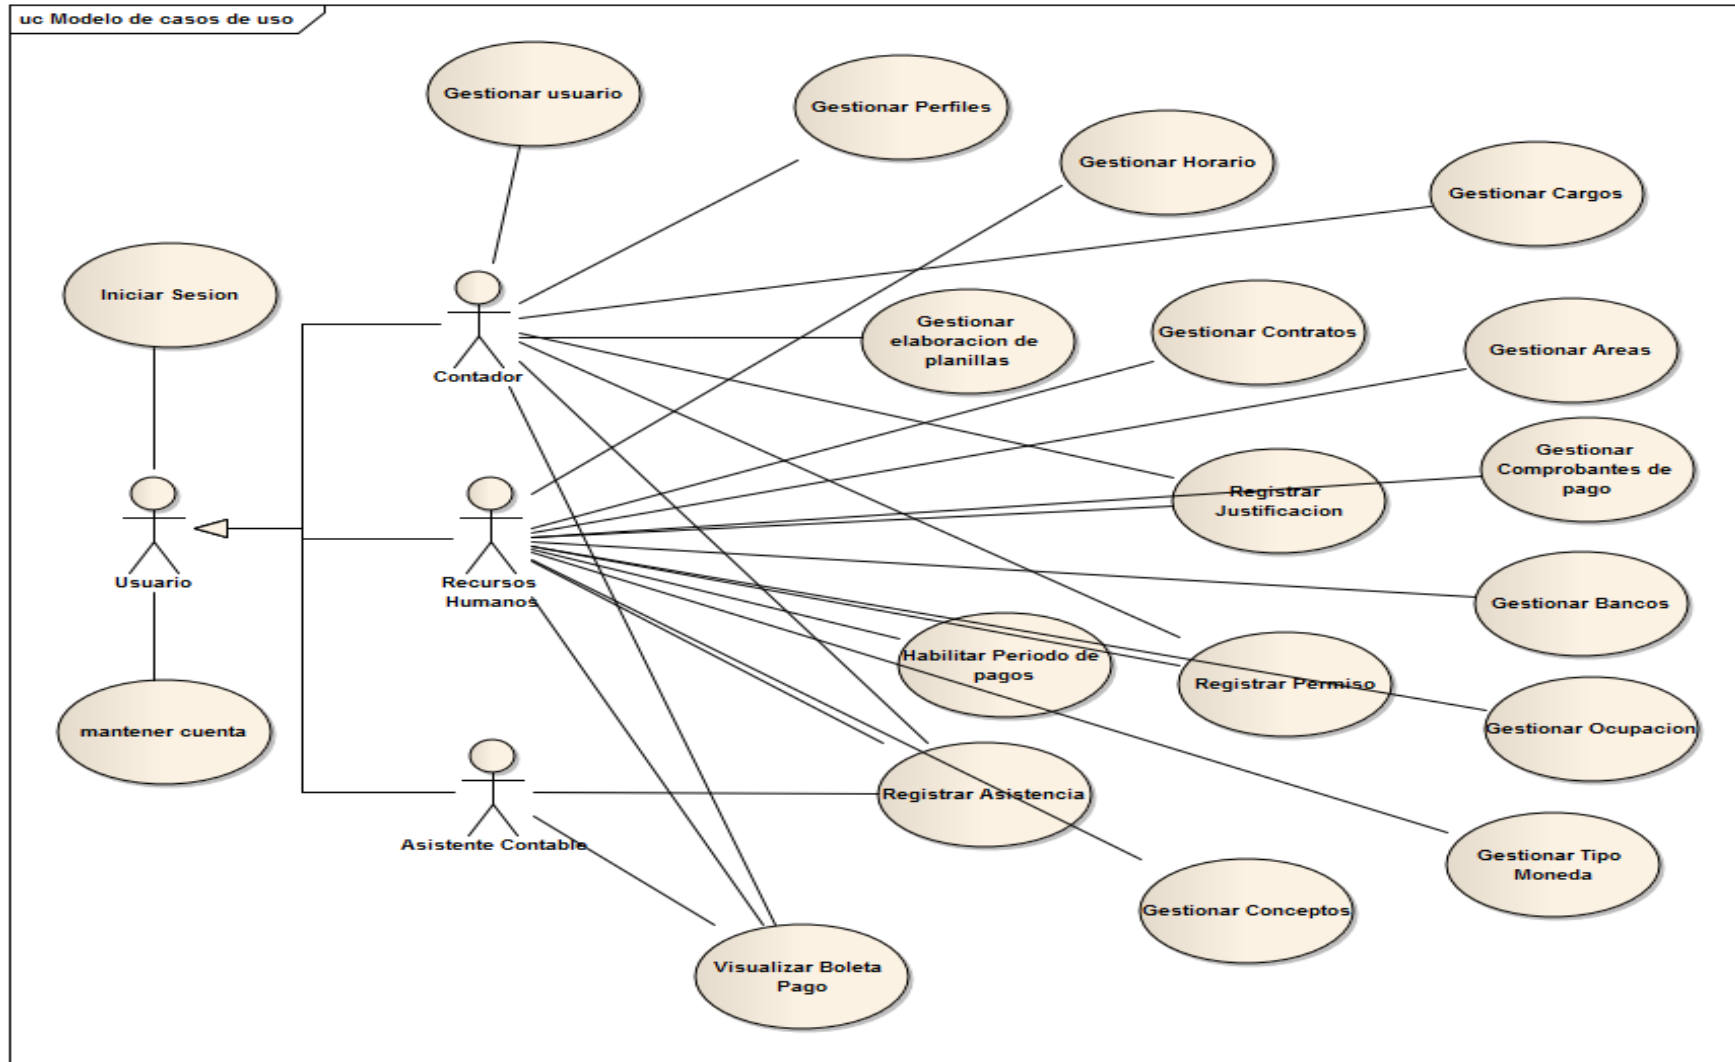 uc Modelo de casos de uso
Gestionar usuario
Gestionar Perfiles
Gestionar Horario
Gestionar Cargos
Iniciar Sesion
Contador
Gestionar
elaboracion de
planillas
Gestionar Contratos
Gestionar Areas
Gestionar
Comprobantes de
pago
Registrar
Justificacion
Usuario
Recursos
Humanos
Gestionar Bancos
Habilitar Periodo de
pagos
Registrar Permiso
Gestionar Ocupacion
mantener cuenta
Asistente Contable
Registrar Asistencia
Gestionar Tipo
Moneda
Gestionar Conceptos
Visualizar Boleta
Pago